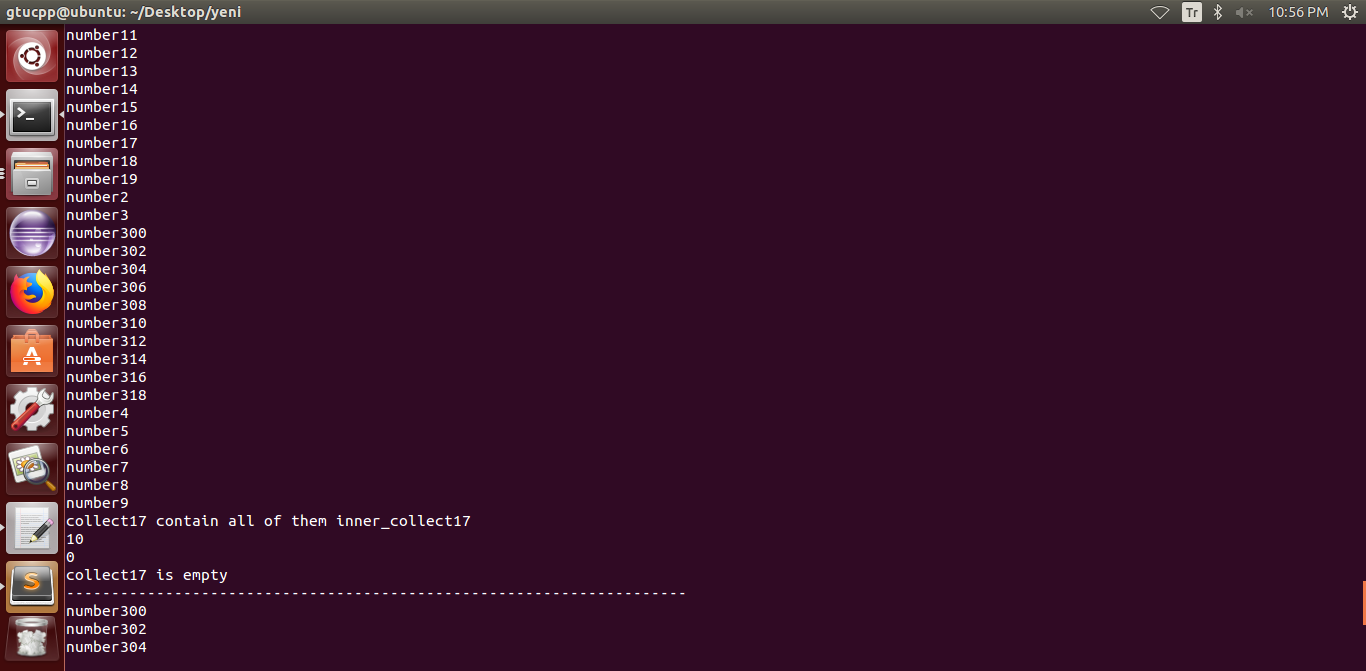 gtucpp@ubuntu: ~/Desktop/yeni
Tr
10:56 PM
number11
number12
number13
number14
number15
number16
number17
number18
number19
number2
number3
number300
number302
number304
number306
number308
number310
number312
number314
number316
number318
number4
number5
number6
number7
number8
number9
collect17 contain all of them inner_collect17
10
0
collect17 is empty
---------------------------------------------------------------------
number300
number302
number304